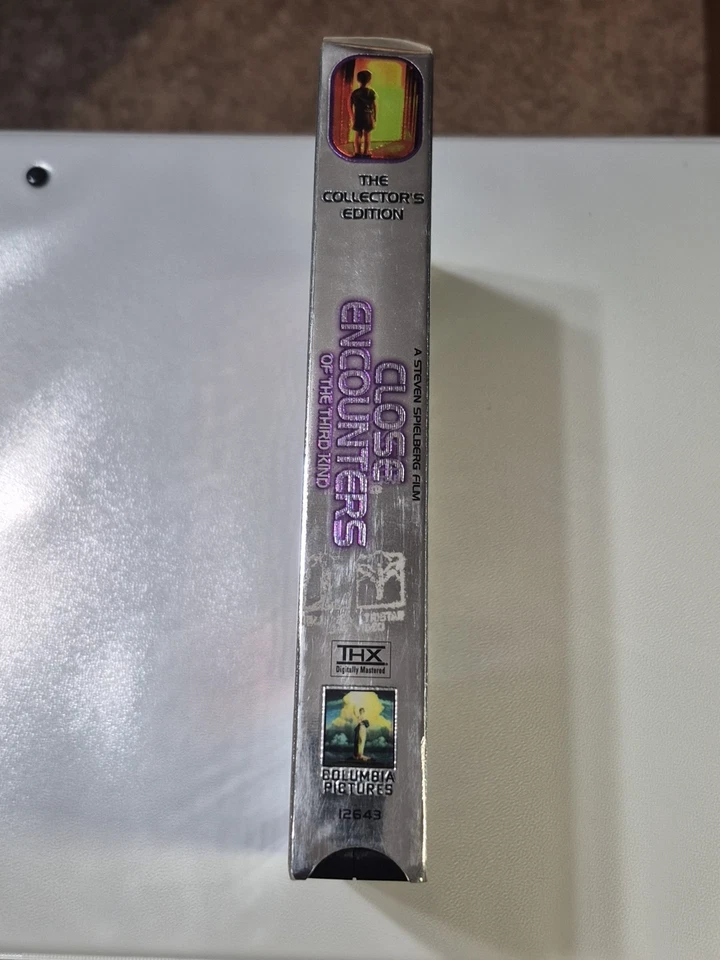 THE
COLLECTOR'S
EDITION
A STEVEN SPIELBERG FILM
CLOSE
ENCOUNTERS
OF THE THIRD KIND
THX
Digitally Mastered
COLUMBIA
PICTURES
12643